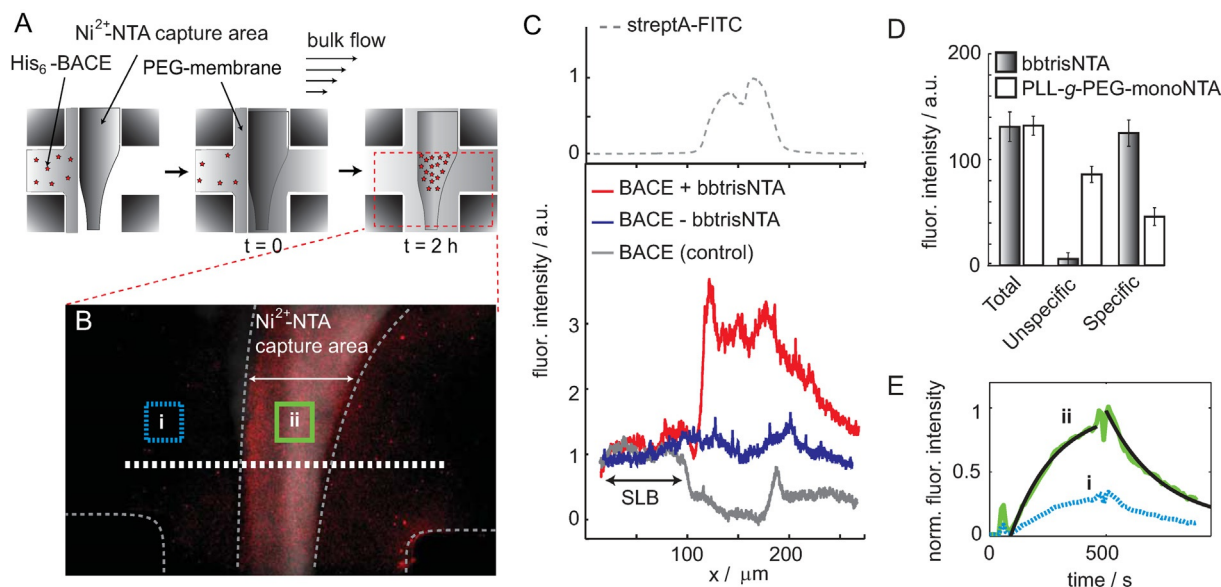 A
Ni²⁺-NTA capture area
His₆-BACE
PEG-membrane
bulk flow
t = 0
t = 2 h
B
Ni²⁺-NTA
capture area
i
ii
C
streptA-FITC
1
0
BACE + bbtrisNTA
BACE - bbtrisNTA
BACE (control)
fluor. intensity / a.u.
3
2
1
0
SLB
100
200
x / μm
D
bbtrisNTA
PLL-g-PEG-monoNTA
fluor. intenisty / a.u.
200
100
0
Total
Unspecific
Specific
E
norm. fluor. intensity
1
0.5
0
ii
i
0
500
time / s